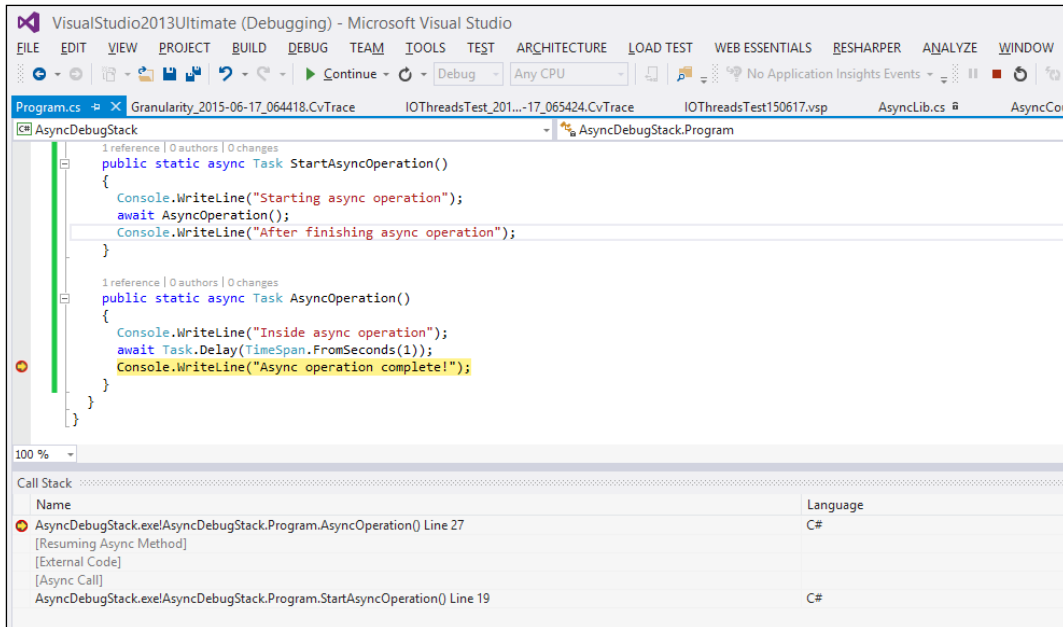 VisualStudio2013Ultimate (Debugging) - Microsoft Visual Studio
FILE EDIT VIEW PROJECT BUILD DEBUG TEAM TOOLS TEST ARCHITECTURE LOAD TEST WEB ESSENTIALS RESHARPER ANALYZE WINDOW
Continue Debug Any CPU No Application Insights Events
Program.cs Granularity_2015-06-17_064418.CvTrace IOThreadsTest_201...-17_065424.CvTrace IOThreadsTest150617.vsp AsyncLib.cs AsyncCo
C# AsyncDebugStack AsyncDebugStack.Program
1 reference | 0 authors | 0 changes
public static async Task StartAsyncOperation()
{
Console.WriteLine("Starting async operation");
await AsyncOperation();
Console.WriteLine("After finishing async operation");
}
1 reference | 0 authors | 0 changes
public static async Task AsyncOperation()
{
Console.WriteLine("Inside async operation");
await Task.Delay(TimeSpan.FromSeconds(1));
Console.WriteLine("Async operation complete!");
}
}
}
100 %
Call Stack
Name Language
AsyncDebugStack.exe!AsyncDebugStack.Program.AsyncOperation() Line 27 C#
[Resuming Async Method]
[External Code]
[Async Call]
AsyncDebugStack.exe!AsyncDebugStack.Program.StartAsyncOperation() Line 19 C#